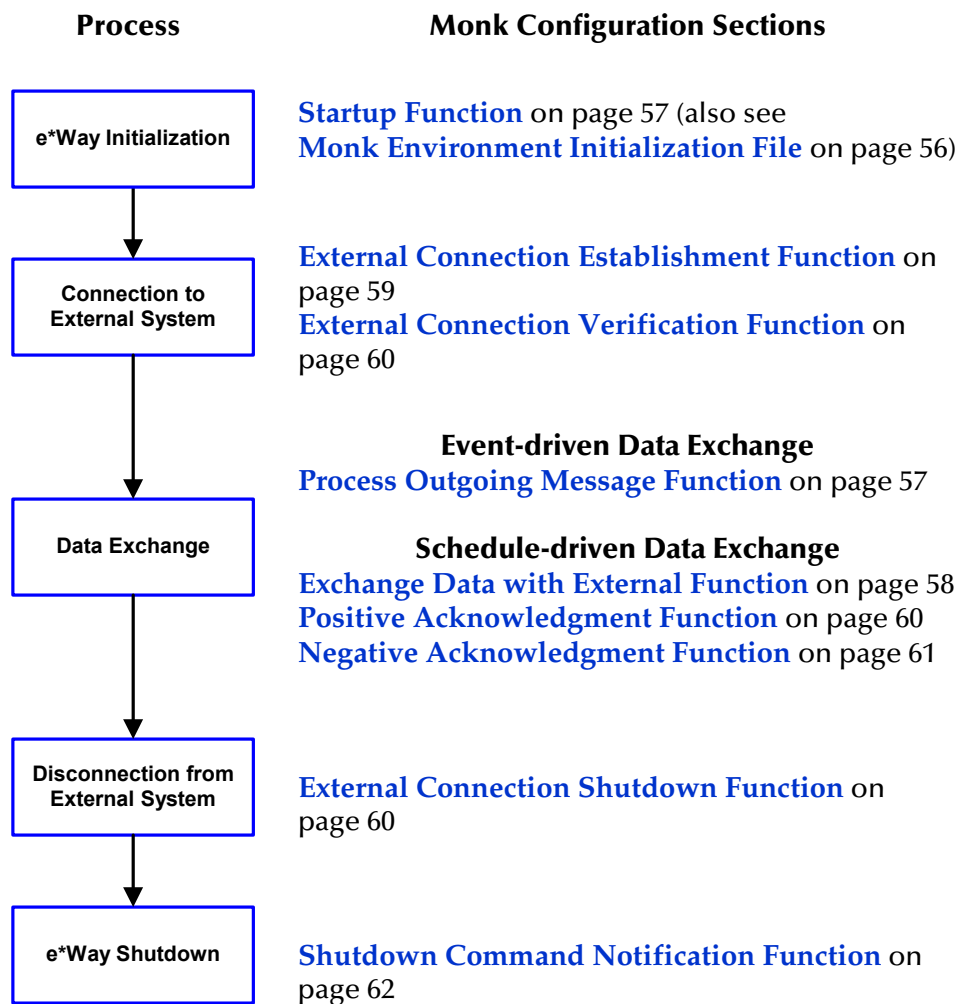 Process
Monk Configuration Sections
e*Way Initialization
Startup Function on page 57 (also see
Monk Environment Initialization File on page 56)
Connection to
External System
External Connection Establishment Function on
page 59
External Connection Verification Function on
page 60
Data Exchange
Event-driven Data Exchange
Process Outgoing Message Function on page 57
Schedule-driven Data Exchange
Exchange Data with External Function on page 58
Positive Acknowledgment Function on page 60
Negative Acknowledgment Function on page 61
Disconnection from
External System
External Connection Shutdown Function on
page 60
e*Way Shutdown
Shutdown Command Notification Function on
page 62